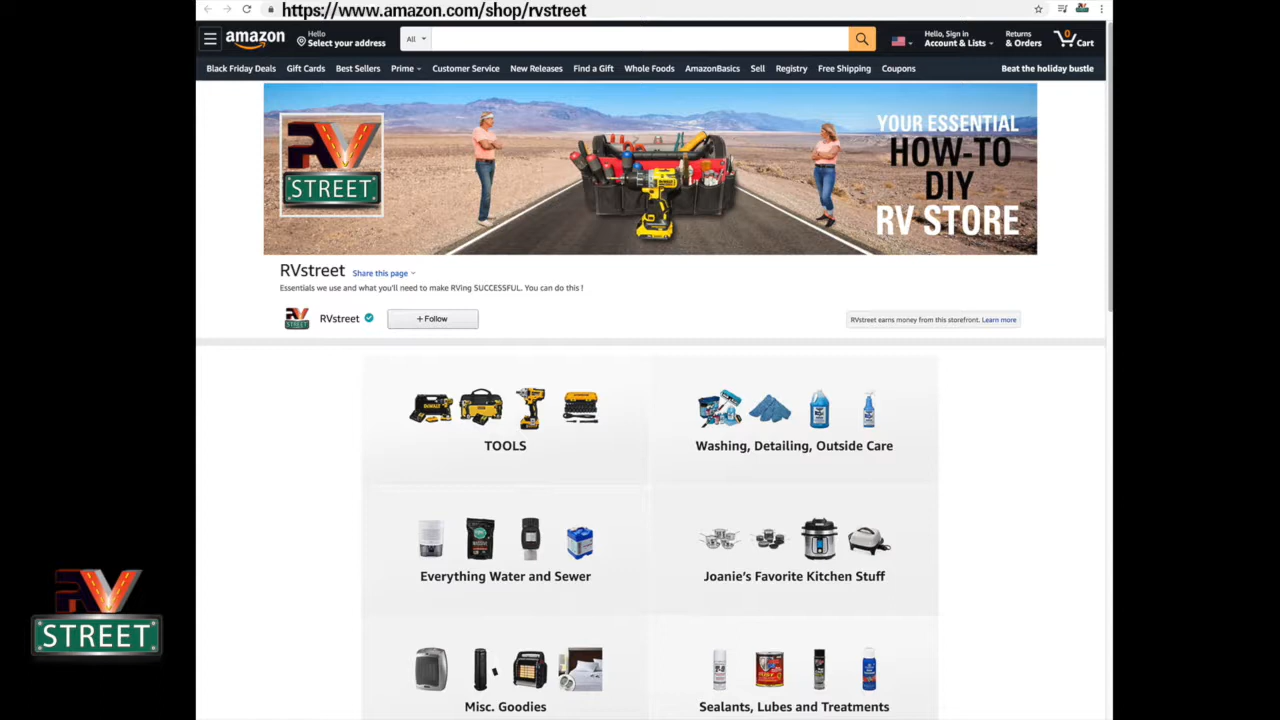 https://www.amazon.com/shop/rvstreet
amazon
Hello
Select your address
All
Hello, Sign in
Account & Lists
Returns
& Orders
0
Cart
Black Friday Deals
Gift Cards
Best Sellers
Prime
Customer Service
New Releases
Find a Gift
Whole Foods
AmazonBasics
Sell
Registry
Free Shipping
Coupons
Beat the holiday bustle
RV
STREET
YOUR ESSENTIAL
HOW-TO
DIY
RV STORE
RVstreet
Share this page
Essentials we use and what you'll need to make RVing SUCCESSFUL. You can do this !
RV
STREET
RVstreet
+ Follow
RVstreet earns money from this storefront. Learn more
TOOLS
Washing, Detailing, Outside Care
Everything Water and Sewer
Joanie's Favorite Kitchen Stuff
Misc. Goodies
Sealants, Lubes and Treatments
RV
STREET